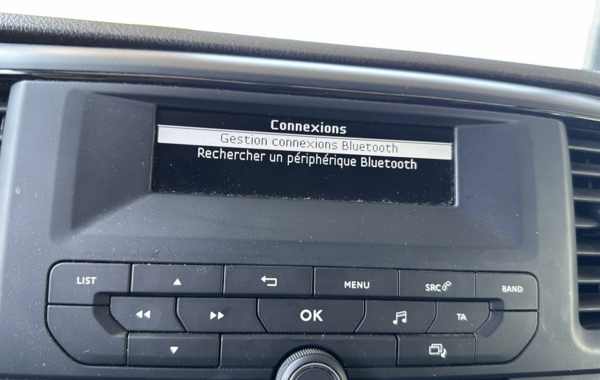 Connexions
Gestion connexions Bluetooth
Rechercher un périphérique Bluetooth
LIST
MENU
SRC
BAND
OK
TA